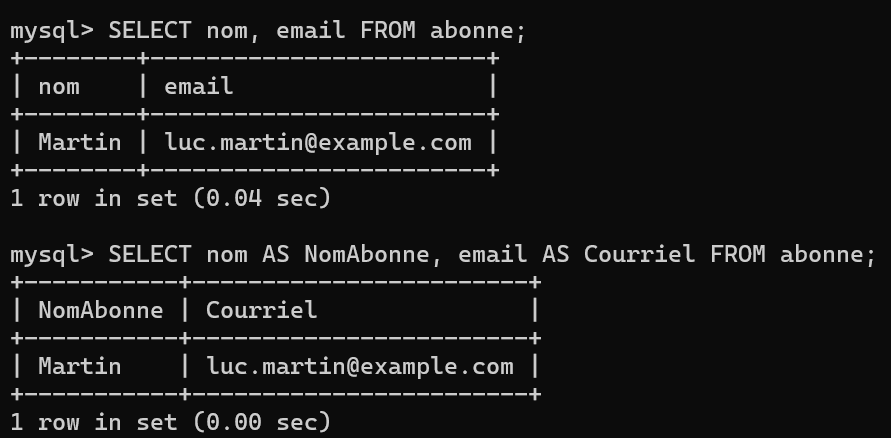 mysql> SELECT nom, email FROM abonne;
+--------+------------------------+
| nom    | email                  |
+--------+------------------------+
| Martin | luc.martin@example.com |
+--------+------------------------+
1 row in set (0.04 sec)

mysql> SELECT nom AS NomAbonne, email AS Courriel FROM abonne;
+-----------+------------------------+
| NomAbonne | Courriel               |
+-----------+------------------------+
| Martin    | luc.martin@example.com |
+-----------+------------------------+
1 row in set (0.00 sec)